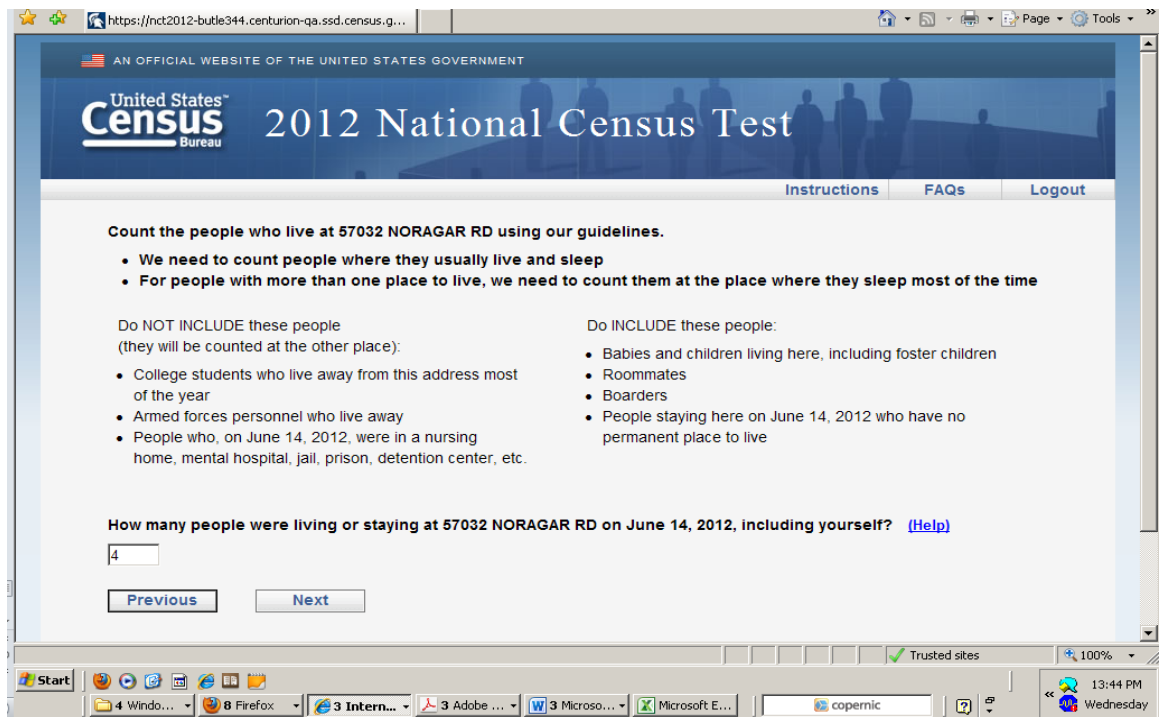 https://nct2012-butle344.centurion-qa.ssd.census.g...
Page
Tools
»
AN OFFICIAL WEBSITE OF THE UNITED STATES GOVERNMENT
United States™
Census
Bureau
2012 National Census Test
Instructions FAQs Logout
Count the people who live at 57032 NORAGAR RD using our guidelines.
• We need to count people where they usually live and sleep
• For people with more than one place to live, we need to count them at the place where they sleep most of the time
Do NOT INCLUDE these people
(they will be counted at the other place):
• College students who live away from this address most
of the year
• Armed forces personnel who live away
• People who, on June 14, 2012, were in a nursing
home, mental hospital, jail, prison, detention center, etc.
Do INCLUDE these people:
• Babies and children living here, including foster children
• Roommates
• Boarders
• People staying here on June 14, 2012 who have no
permanent place to live
How many people were living or staying at 57032 NORAGAR RD on June 14, 2012, including yourself? (Help)
4
Previous Next
Trusted sites 100%
Start
13:44 PM
4 Windo... 8 Firefox 3 Intern... 3 Adobe ... 3 Microso... Microsoft E... copernic « Wednesday